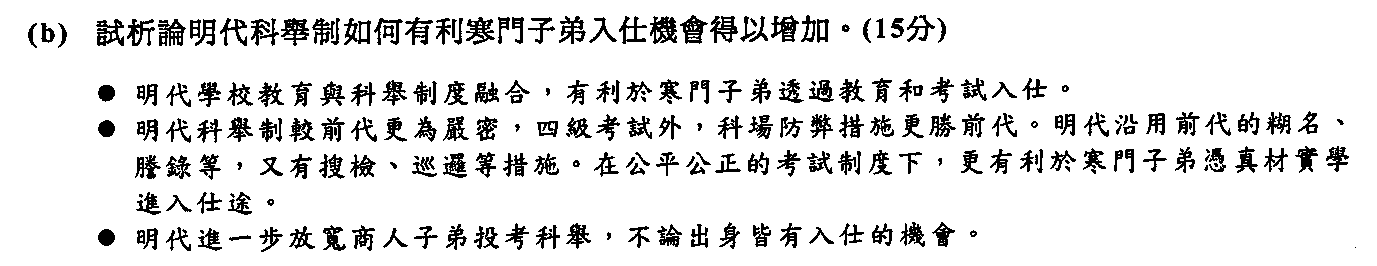 (b) 試析論明代科舉制如何有利寒門子弟入仕機會得以增加。(15分)
● 明代學校教育與科舉制度融合，有利於寒門子弟透過教育和考試入仕。
● 明代科舉制較前代更為嚴密，四級考試外，科場防弊措施更勝前代。明代沿用前代的糊名、
謄錄等，又有搜檢、巡邏等措施。在公平公正的考試制度下，更有利於寒門子弟憑真材實學
進入仕途。
● 明代進一步放寬商人子弟投考科舉，不論出身皆有入仕的機會。